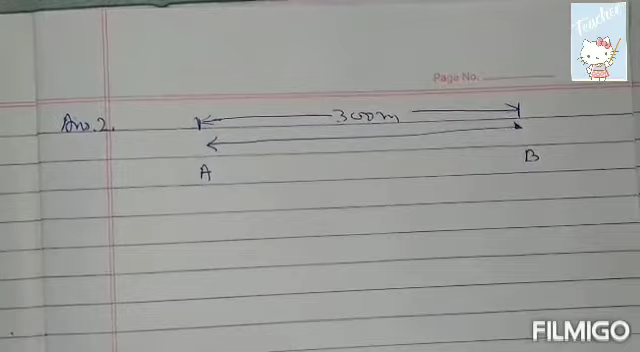 Teacher
Page No.
Ans.2.
300m
A
B
FILMIGO